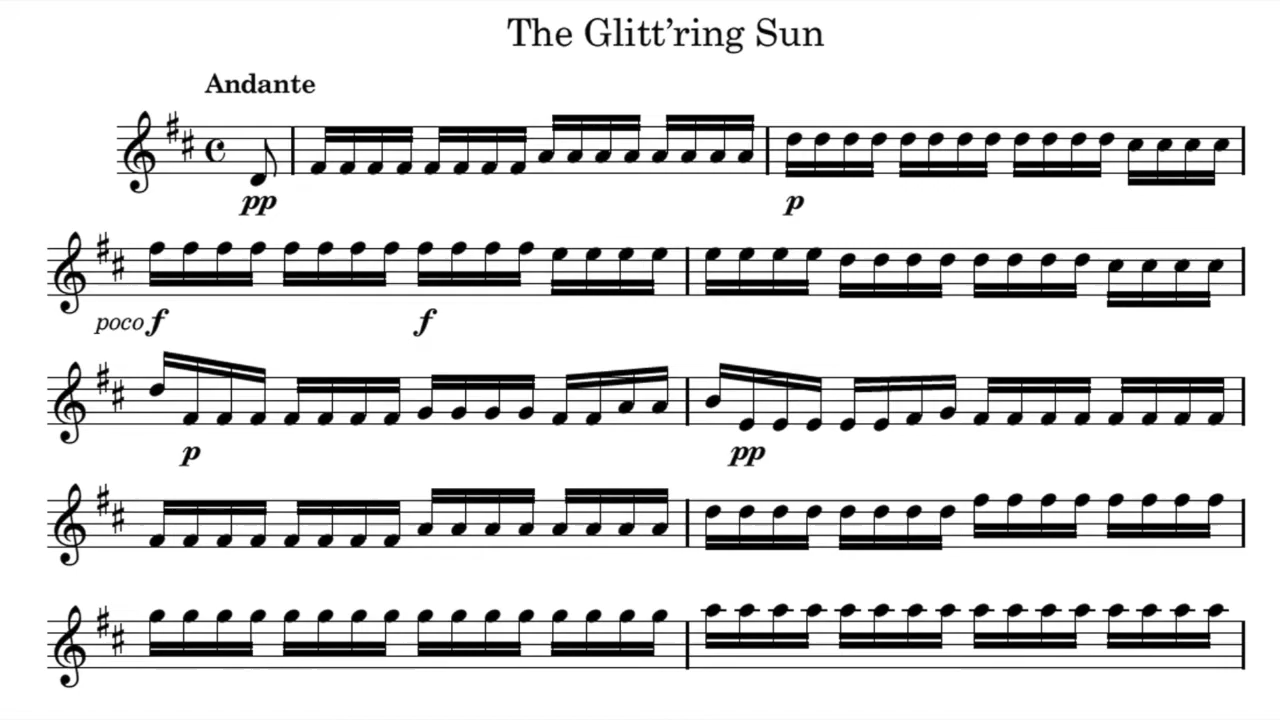 The Glitt’ring Sun
Andante
pp
p
poco f
f
p
pp